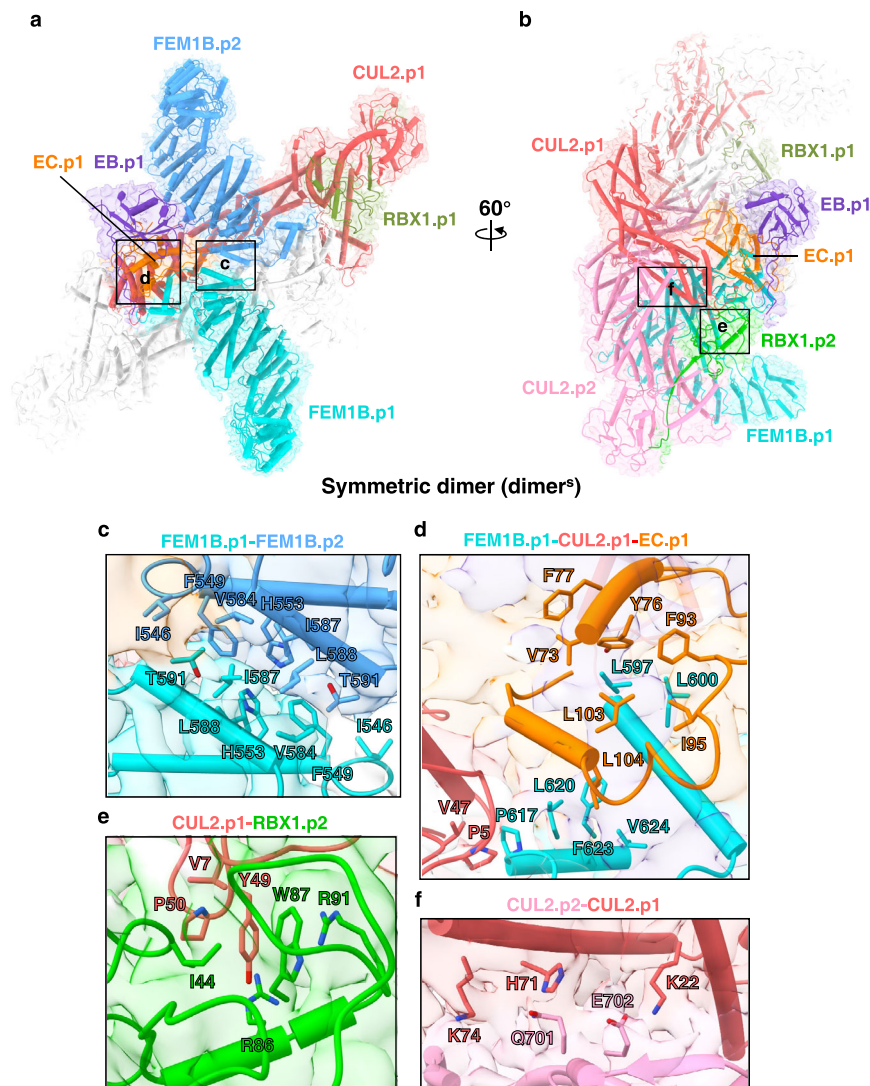 a
FEM1B.p2
CUL2.p1
EC.p1 EB.p1
RBX1.p1
d
c
FEM1B.p1
60°
b
CUL2.p1
RBX1.p1
EB.p1
EC.p1
f
e
RBX1.p2
CUL2.p2
FEM1B.p1
Symmetric dimer (dimerˢ)
c
FEM1B.p1-FEM1B.p2
F549
V584
H553
I546
I587
L588
T591
I587
T591
L588
I546
H553
V584
F549
d
FEM1B.p1-CUL2.p1-EC.p1
F77
Y76
F93
V73
L597
L600
L103
I95
L104
L620
V47
P617
P5
V624
F623
e
CUL2.p1-RBX1.p2
V7
Y49
W87
R91
P50
I44
R86
f
CUL2.p2-CUL2.p1
H71
K22
E702
K74
Q701